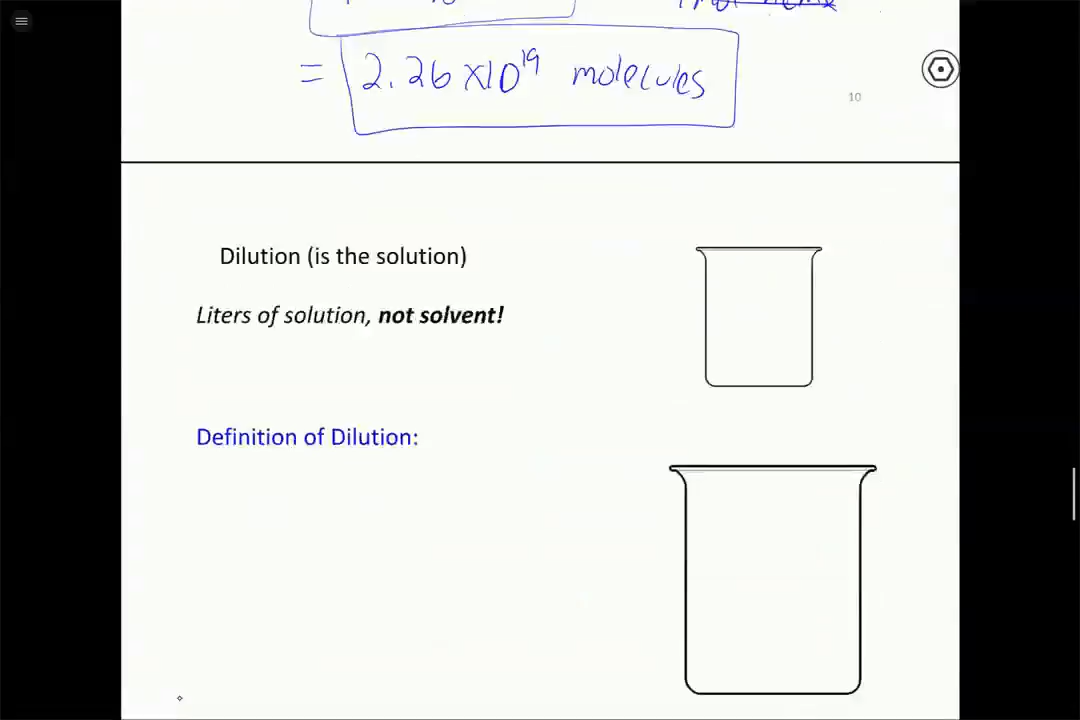 = 2.26 x10^19 molecules
10
Dilution (is the solution)
Liters of solution, not solvent!
Definition of Dilution: